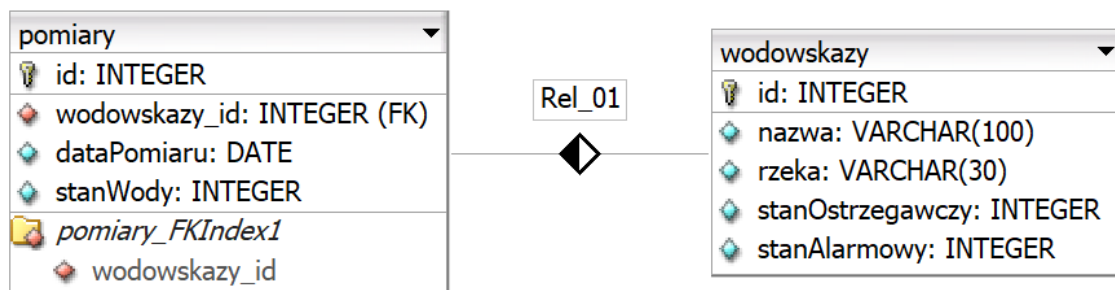 pomiary
id: INTEGER
wodowskazy_id: INTEGER (FK)
dataPomiaru: DATE
stanWody: INTEGER
pomiary_FKIndex1
wodowskazy_id
Rel_01
wodowskazy
id: INTEGER
nazwa: VARCHAR(100)
rzeka: VARCHAR(30)
stanOstrzegawczy: INTEGER
stanAlarmowy: INTEGER